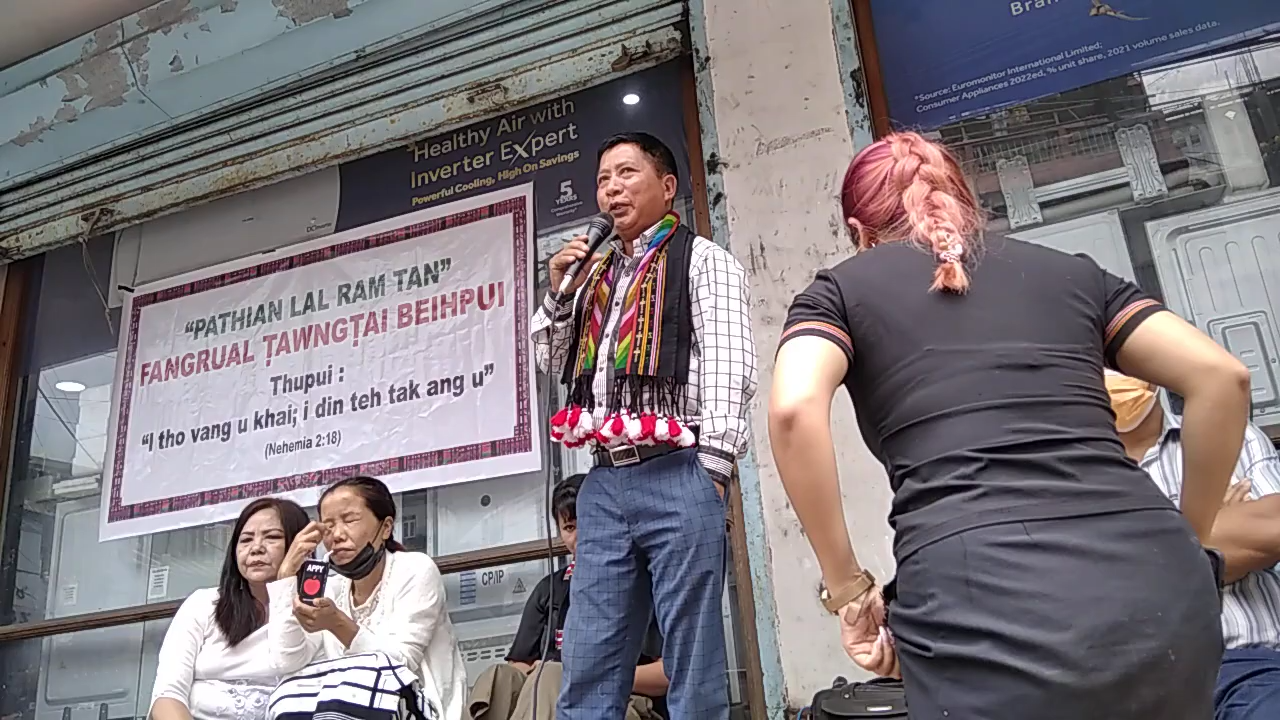 Healthy Air with
Inverter Expert
Powerful Cooling, High On Savings
5
YEARS
Comprehensive
Warranty*
*Source: Euromonitor International Limited;
Consumer Appliances 2022ed, % unit share, 2021 volume sales data.
“PATHIAN LAL RAM TAN”
FANGRUAL ṬAWNGṬAI BEIHPUI
Thupui :
“I tho vang u khai; i din teh tak ang u”
(Nehemia 2:18)
APPY
CP/IP